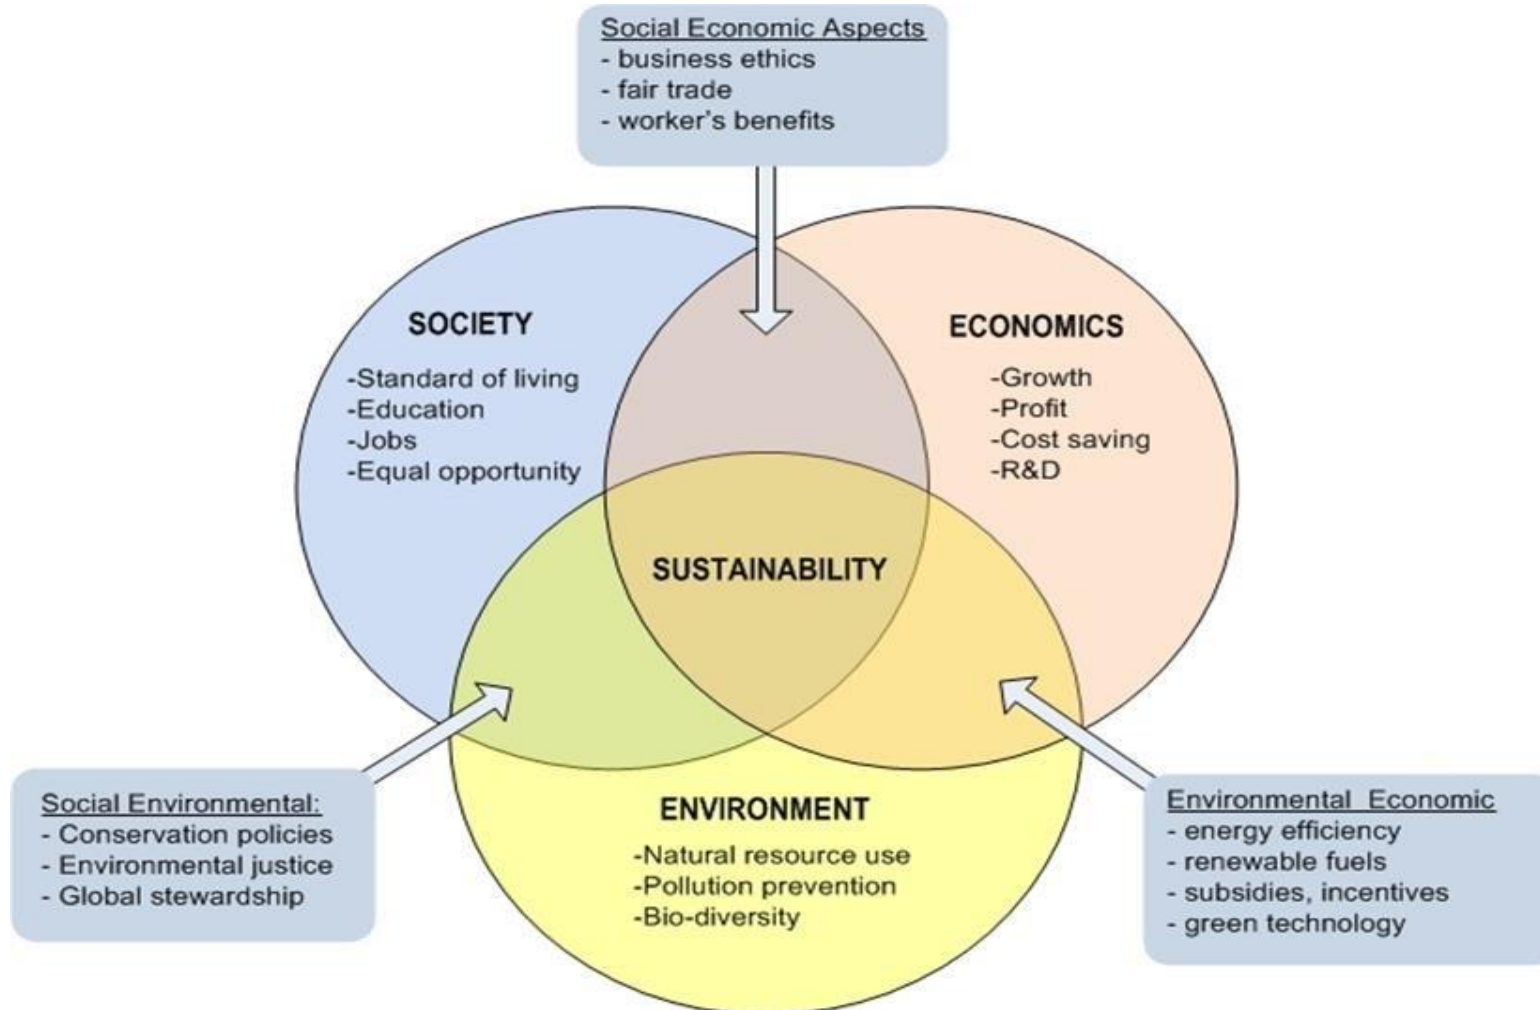 Social Economic Aspects
- business ethics
- fair trade
- worker's benefits
SOCIETY
-Standard of living
-Education
-Jobs
-Equal opportunity
ECONOMICS
-Growth
-Profit
-Cost saving
-R&D
SUSTAINABILITY
Social Environmental:
- Conservation policies
- Environmental justice
- Global stewardship
ENVIRONMENT
-Natural resource use
-Pollution prevention
-Bio-diversity
Environmental Economic
- energy efficiency
- renewable fuels
- subsidies, incentives
- green technology